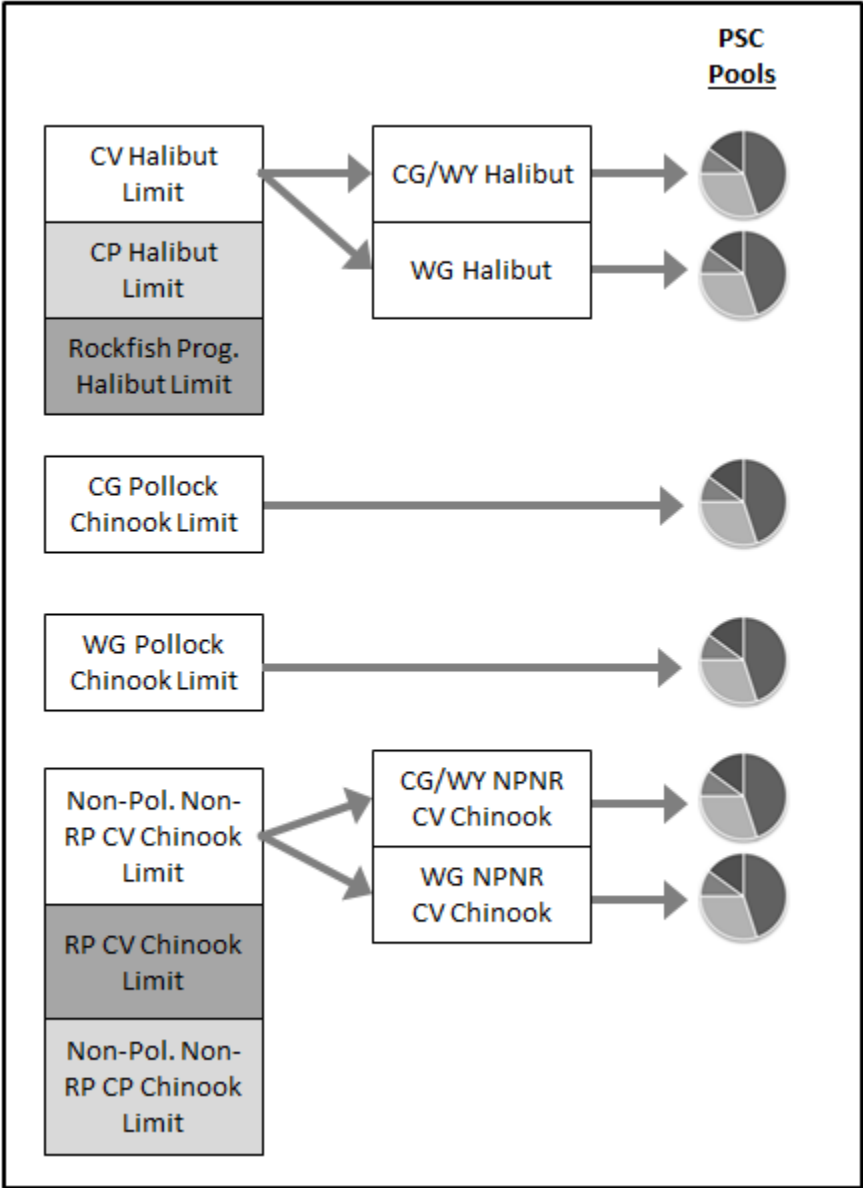 PSC
Pools
CV Halibut
Limit
CG/WY Halibut
CP Halibut
Limit
WG Halibut
Rockfish Prog.
Halibut Limit
CG Pollock
Chinook Limit
WG Pollock
Chinook Limit
Non-Pol. Non-
RP CV Chinook
Limit
CG/WY NPNR
CV Chinook
WG NPNR
CV Chinook
RP CV Chinook
Limit
Non-Pol. Non-
RP CP Chinook
Limit